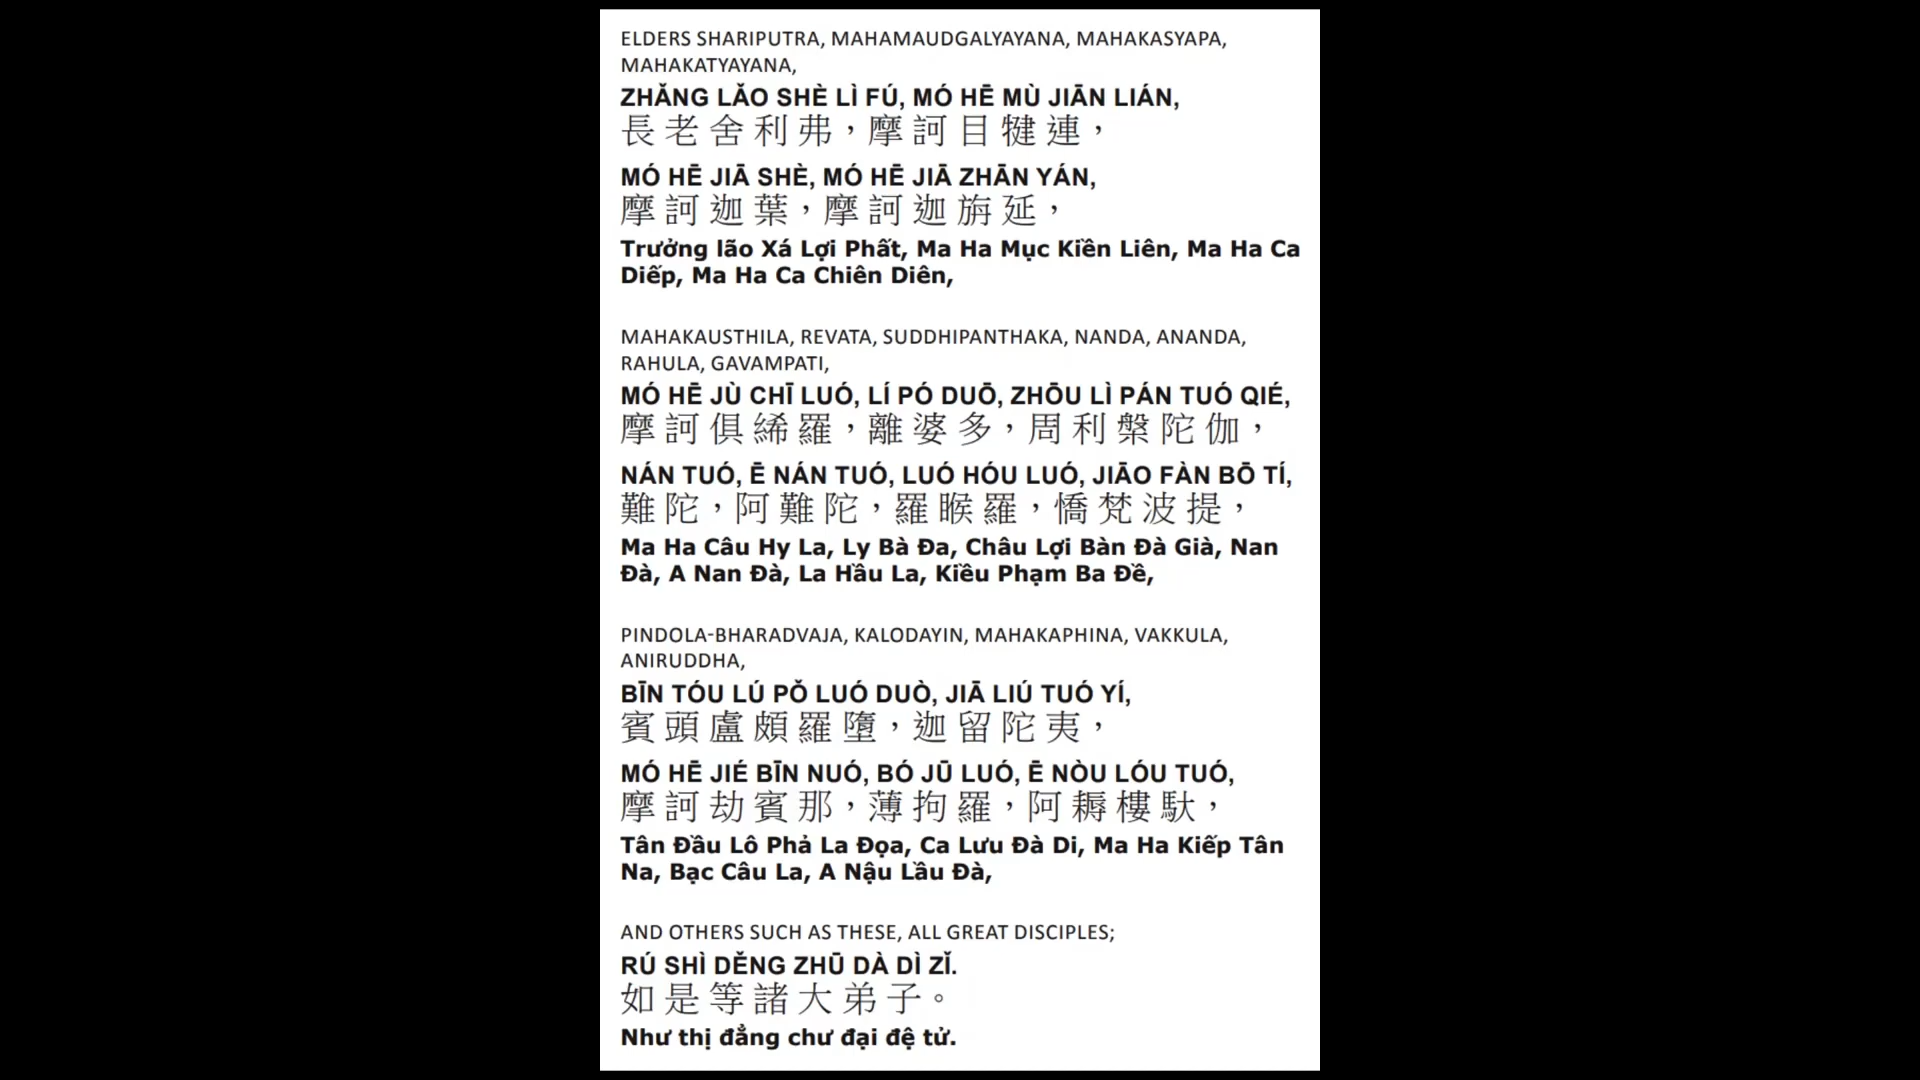 ELDERS SHARIPUTRA, MAHAMAUDGALYAYANA, MAHAKASYAPA,
MAHAKATYAYANA,
ZHǍNG LǍO SHÈ LÌ FÚ, MÓ HĒ MÙ JIĀN LIÁN,
長老舍利弗，摩訶目犍連，
MÓ HĒ JIĀ SHÈ, MÓ HĒ JIĀ ZHĀN YÁN,
摩訶迦葉，摩訶迦旃延，
Trưởng lão Xá Lợi Phất, Ma Ha Mục Kiền Liên, Ma Ha Ca
Diếp, Ma Ha Ca Chiên Diên,
MAHAKAUSTHILA, REVATA, SUDDHIPANTHAKA, NANDA, ANANDA,
RAHULA, GAVAMPATI,
MÓ HĒ JÙ CHĪ LUÓ, LÍ PÓ DUŌ, ZHŌU LÌ PÁN TUÓ QIÉ,
摩訶俱絺羅，離婆多，周利槃陀伽，
NÁN TUÓ, Ē NÁN TUÓ, LUÓ HÓU LUÓ, JIĀO FÀN BŌ TÍ,
難陀，阿難陀，羅睺羅，憍梵波提，
Ma Ha Câu Hy La, Ly Bà Đa, Châu Lợi Bàn Đà Già, Nan
Đà, A Nan Đà, La Hầu La, Kiều Phạm Ba Đề,
PINDOLA-BHARADVAJA, KALODAYIN, MAHAKAPHINA, VAKKULA,
ANIRUDDHA,
BĪN TÓU LÚ PǑ LUÓ DUÒ, JIĀ LIÚ TUÓ YÍ,
賓頭盧頗羅墮，迦留陀夷，
MÓ HĒ JIÉ BĪN NUÓ, BÓ JŪ LUÓ, Ē NÒU LÓU TUÓ,
摩訶劫賓那，薄拘羅，阿耨樓馱，
Tân Đầu Lô Phả La Đọa, Ca Lưu Đà Di, Ma Ha Kiếp Tân
Na, Bạc Câu La, A Nậu Lầu Đà,
AND OTHERS SUCH AS THESE, ALL GREAT DISCIPLES;
RÚ SHÌ DĚNG ZHŪ DÀ DÌ ZǏ.
如是等諸大弟子。
Như thị đẳng chư đại đệ tử.